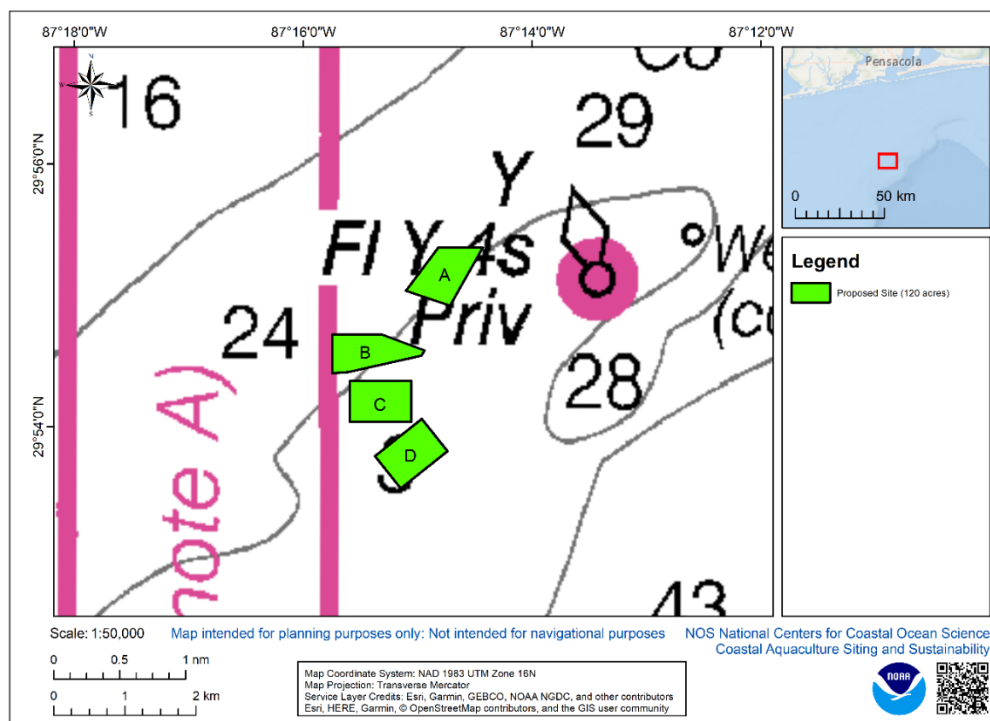 87°18'0"W 87°16'0"W 87°14'0"W 87°12'0"W
29°56'0"N
29°54'0"N
N
W E
S
16
29
Y
Fl Y 4s
Priv
24
28
43
note A)
A
B
C
D
Pensacola
0 50 km
Legend
Proposed Site (120 acres)
Scale: 1:50,000
Map intended for planning purposes only: Not intended for navigational purposes
NOS National Centers for Coastal Ocean Science
Coastal Aquaculture Siting and Sustainability
0 0.5 1 nm
0 1 2 km
Map Coordinate System: NAD 1983 UTM Zone 16N
Map Projection: Transverse Mercator
Service Layer Credits: Esri, Garmin, GEBCO, NOAA NGDC, and other contributors
Esri, HERE, Garmin, © OpenStreetMap contributors, and the GIS user community
NOAA